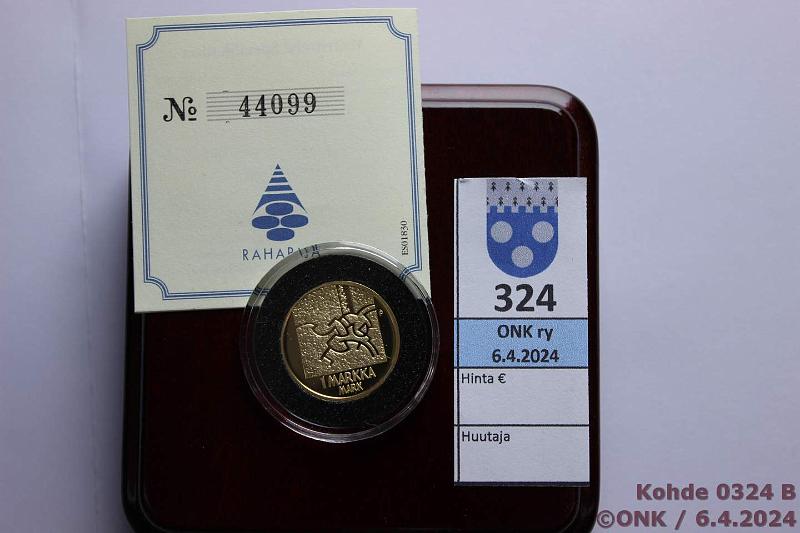 № 44099
RAHAPAJA
ES01830
1 MARKKA
MARK
324
ONK ry
6.4.2024
Hinta €
Huutaja
Kohde 0324 B
©ONK / 6.4.2024